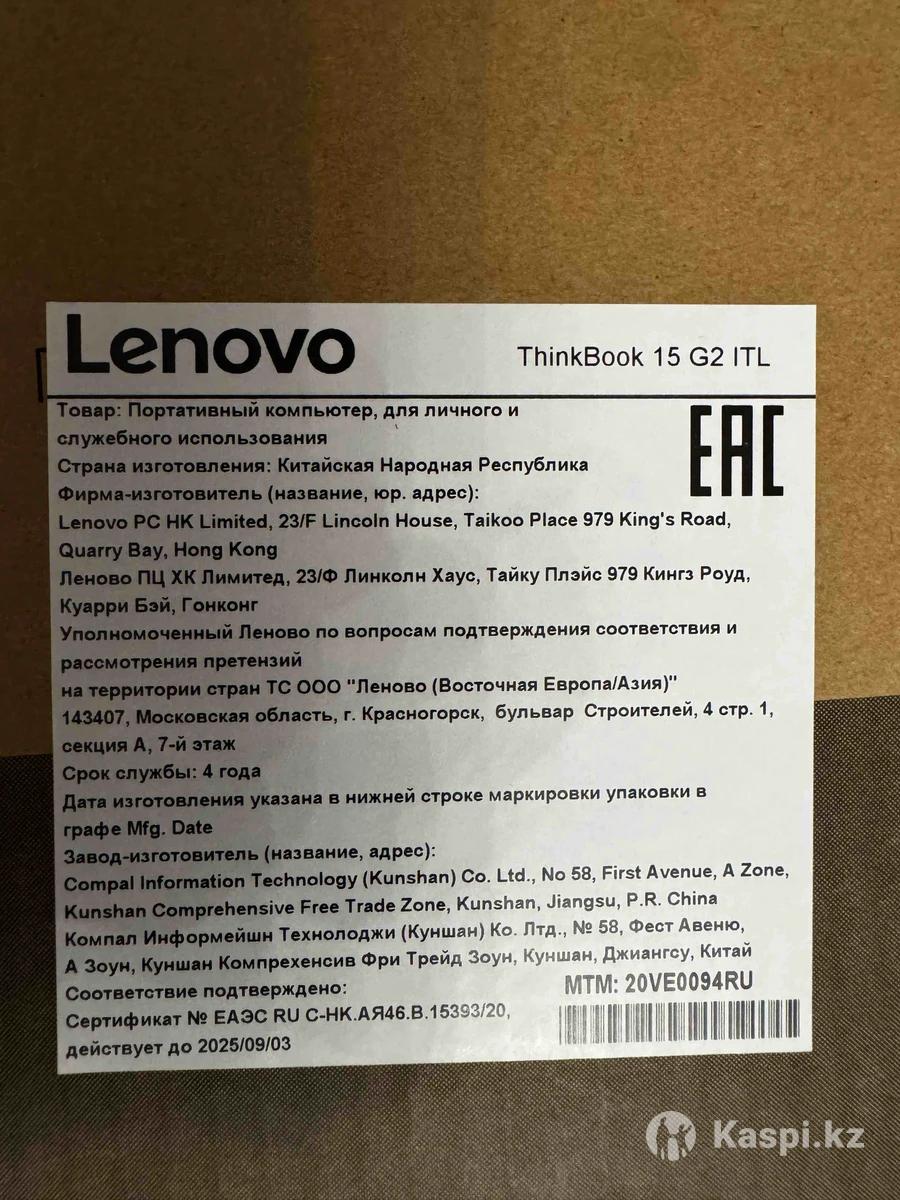 Lenovo
ThinkBook 15 G2 ITL
Товар: Портативный компьютер, для личного и
служебного использования
EAC
Страна изготовления: Китайская Народная Республика
Фирма-изготовитель (название, юр. адрес):
Lenovo PC HK Limited, 23/F Lincoln House, Taikoo Place 979 King's Road,
Quarry Bay, Hong Kong
Леново ПЦ ХК Лимитед, 23/Ф Линколн Хаус, Тайку Плэйс 979 Кингз Роуд,
Куарри Бэй, Гонконг
Уполномоченный Леново по вопросам подтверждения соответствия и
рассмотрения претензий
на территории стран ТС ООО "Леново (Восточная Европа/Азия)"
143407, Московская область, г. Красногорск, бульвар Строителей, 4 стр. 1,
секция А, 7-й этаж
Срок службы: 4 года
Дата изготовления указана в нижней строке маркировки упаковки в
графе Mfg. Date
Завод-изготовитель (название, адрес):
Compal Information Technology (Kunshan) Co. Ltd., No 58, First Avenue, A Zone,
Kunshan Comprehensive Free Trade Zone, Kunshan, Jiangsu, P.R. China
Компал Информейшн Технолоджи (Куншан) Ко. Лтд., № 58, Фест Авеню,
А Зоун, Куншан Компрехенсив Фри Трейд Зоун, Куншан, Джиангсу, Китай
Соответствие подтверждено:
MTM: 20VE0094RU
Сертификат № ЕАЭС RU С-НК.АЯ46.В.15393/20,
действует до 2025/09/03
Kaspi.kz